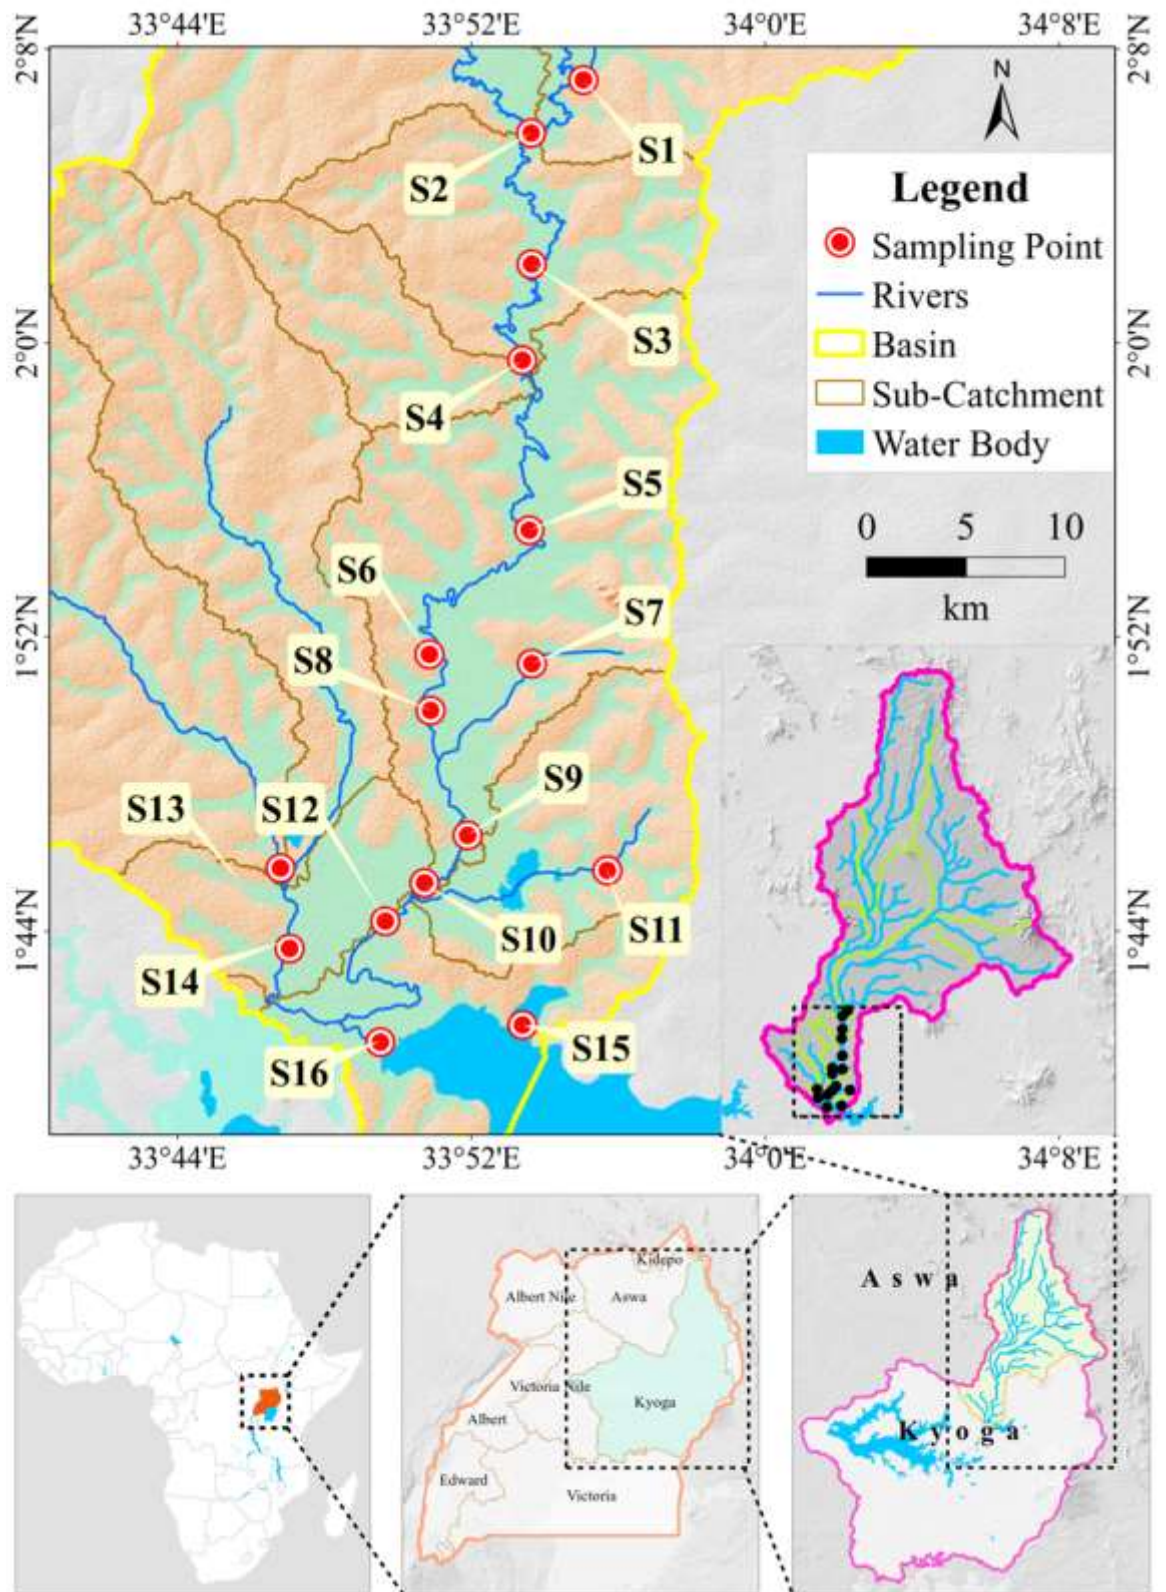 33°44'E 33°52'E 34°0'E 34°8'E
2°8'N
2°8'N
N
S1
S2
Legend
Sampling Point
Rivers
Basin
Sub-Catchment
Water Body
S3
2°0'N
2°0'N
S4
S5
0 5 10
km
S6
S7
1°52'N
1°52'N
S8
S9
S13
S12
1°44'N
1°44'N
S10
S11
S14
S15
S16
33°44'E 33°52'E 34°0'E 34°8'E
Kidepo
Albert Nile
Aswa
Victoria Nile
Kyoga
Albert
Edward
Victoria
Aswa
Kyoga